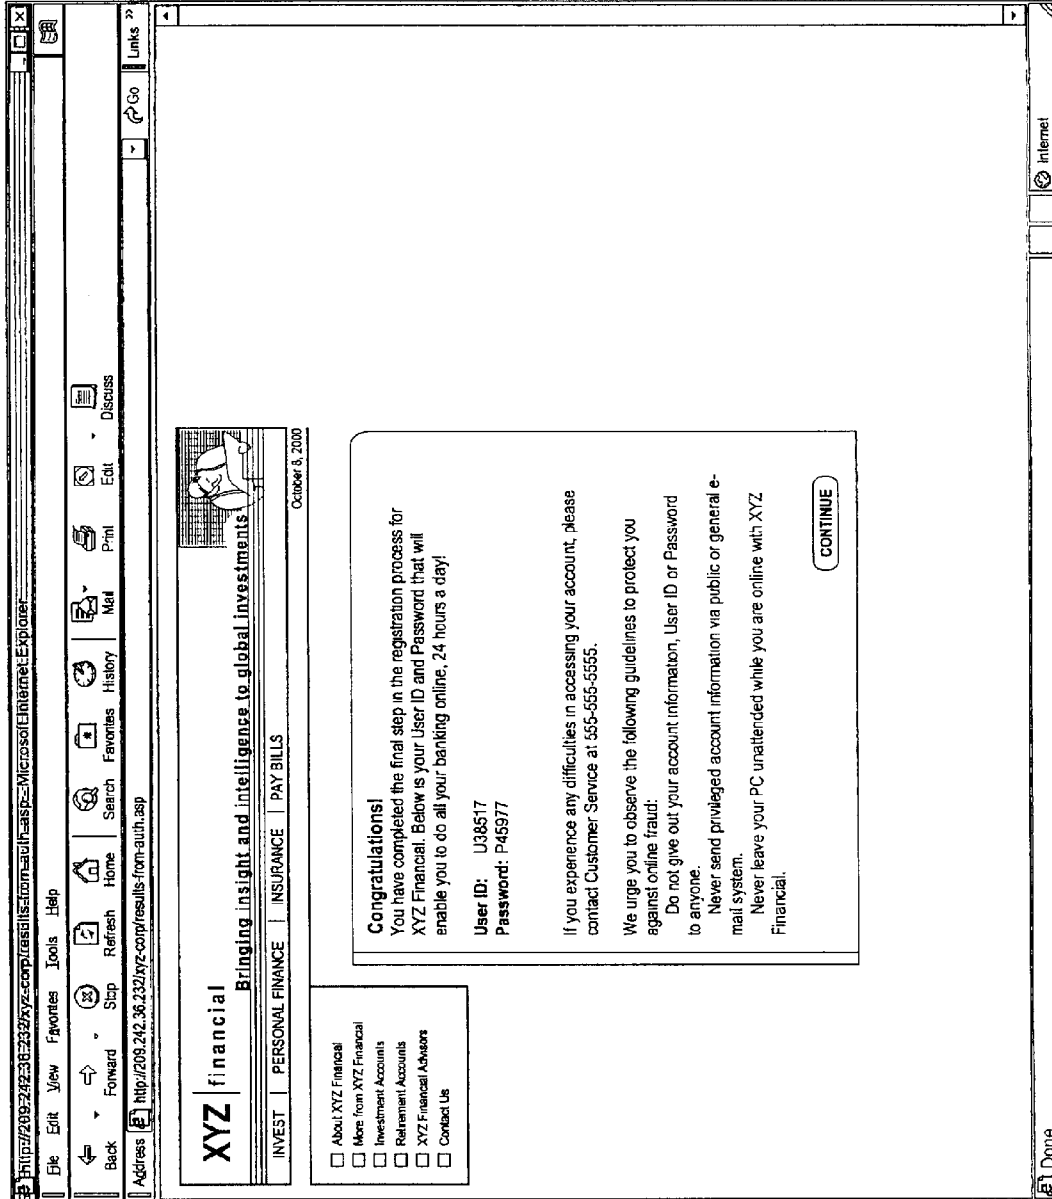 http://209.242.36.232/xyz-corp/results-from-auth.asp - Microsoft Internet Explorer
File Edit View Favorites Tools Help
Back Forward Stop Refresh Home Search Favorites History Mail Print Edit Discuss
Address http://209.242.36.232/xyz-corp/results-from-auth.asp Go Links »
XYZ financial
Bringing insight and intelligence to global investments
INVEST | PERSONAL FINANCE | INSURANCE | PAY BILLS
October 8, 2000
About XYZ Financial
More from XYZ Financial
Investment Accounts
Retirement Accounts
XYZ Financial Advisors
Contact Us
Congratulations!
You have completed the final step in the registration process for
XYZ Financial. Below is your User ID and Password that will
enable you to do all your banking online, 24 hours a day!
User ID: U38517
Password: P45977
If you experience any difficulties in accessing your account, please
contact Customer Service at 555-555-5555.
We urge you to observe the following guidelines to protect you
against online fraud:
Do not give out your account information, User ID or Password
to anyone.
Never send privileged account information via public or general e-
mail system.
Never leave your PC unattended while you are online with XYZ
Financial.
CONTINUE
Done Internet